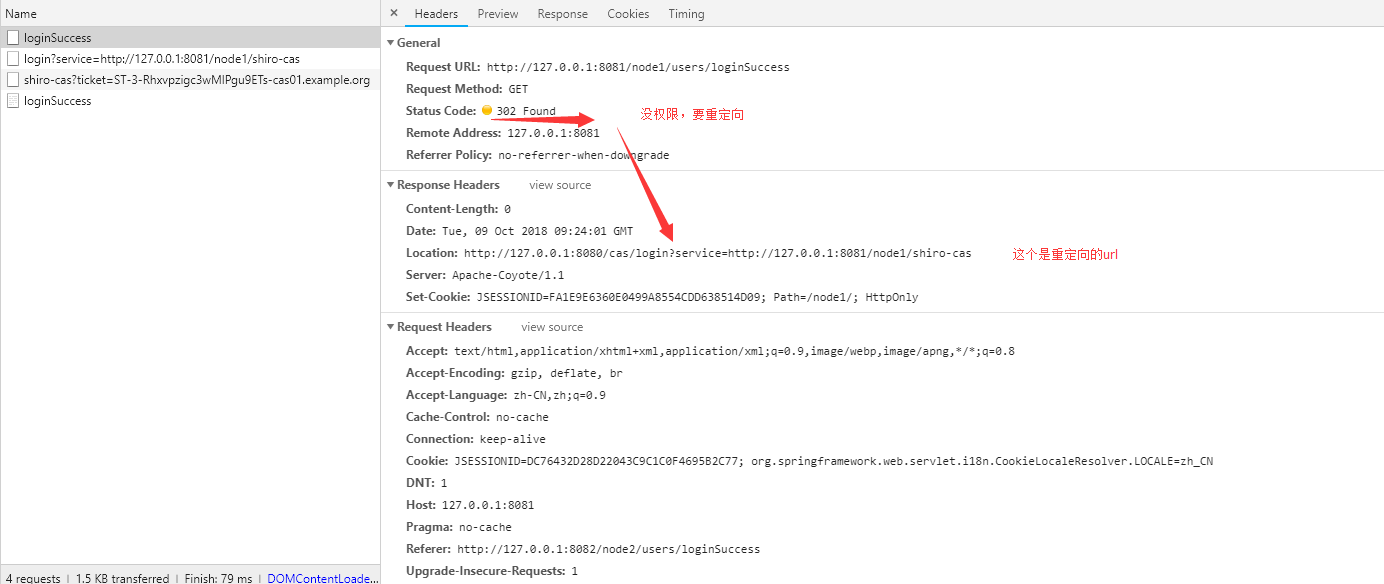 Name
loginSuccess
login?service=http://127.0.0.1:8081/node1/shiro-cas
shiro-cas?ticket=ST-3-Rhxvpzigc3wMlPgu9ETs-cas01.example.org
loginSuccess
4 requests | 1.5 KB transferred | Finish: 79 ms | DOMContentLoade...
× Headers Preview Response Cookies Timing
General
Request URL: http://127.0.0.1:8081/node1/users/loginSuccess
Request Method: GET
Status Code: 302 Found 没权限，要重定向
Remote Address: 127.0.0.1:8081
Referrer Policy: no-referrer-when-downgrade
Response Headers view source
Content-Length: 0
Date: Tue, 09 Oct 2018 09:24:01 GMT
Location: http://127.0.0.1:8080/cas/login?service=http://127.0.0.1:8081/node1/shiro-cas 这个是重定向的url
Server: Apache-Coyote/1.1
Set-Cookie: JSESSIONID=FA1E9E6360E0499A8554CDD638514D09; Path=/node1/; HttpOnly
Request Headers view source
Accept: text/html,application/xhtml+xml,application/xml;q=0.9,image/webp,image/apng,*/*;q=0.8
Accept-Encoding: gzip, deflate, br
Accept-Language: zh-CN,zh;q=0.9
Cache-Control: no-cache
Connection: keep-alive
Cookie: JSESSIONID=DC76432D28D22043C9C1C0F4695B2C77; org.springframework.web.servlet.i18n.CookieLocaleResolver.LOCALE=zh_CN
DNT: 1
Host: 127.0.0.1:8081
Pragma: no-cache
Referer: http://127.0.0.1:8082/node2/users/loginSuccess
Upgrade-Insecure-Requests: 1